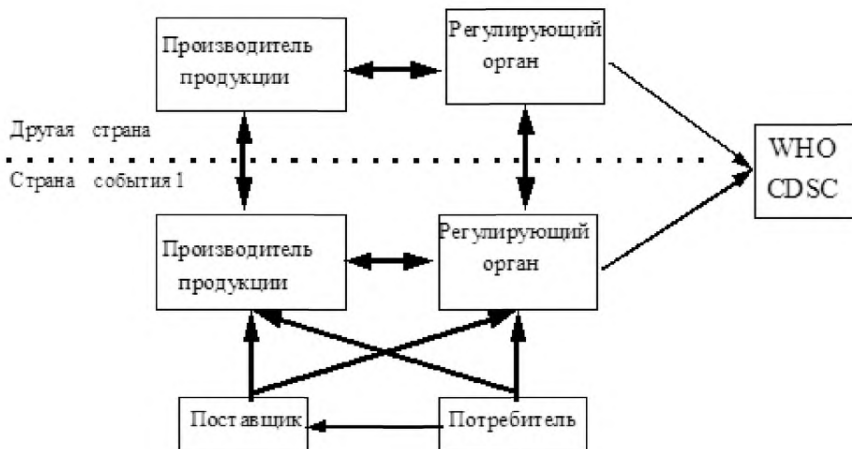 Производитель
продукции
Регулирующий
орган
Другая страна
WHO
CDSC
Страна события 1
Производитель
продукции
Регулирующий
орган
Поставщик
Потребитель